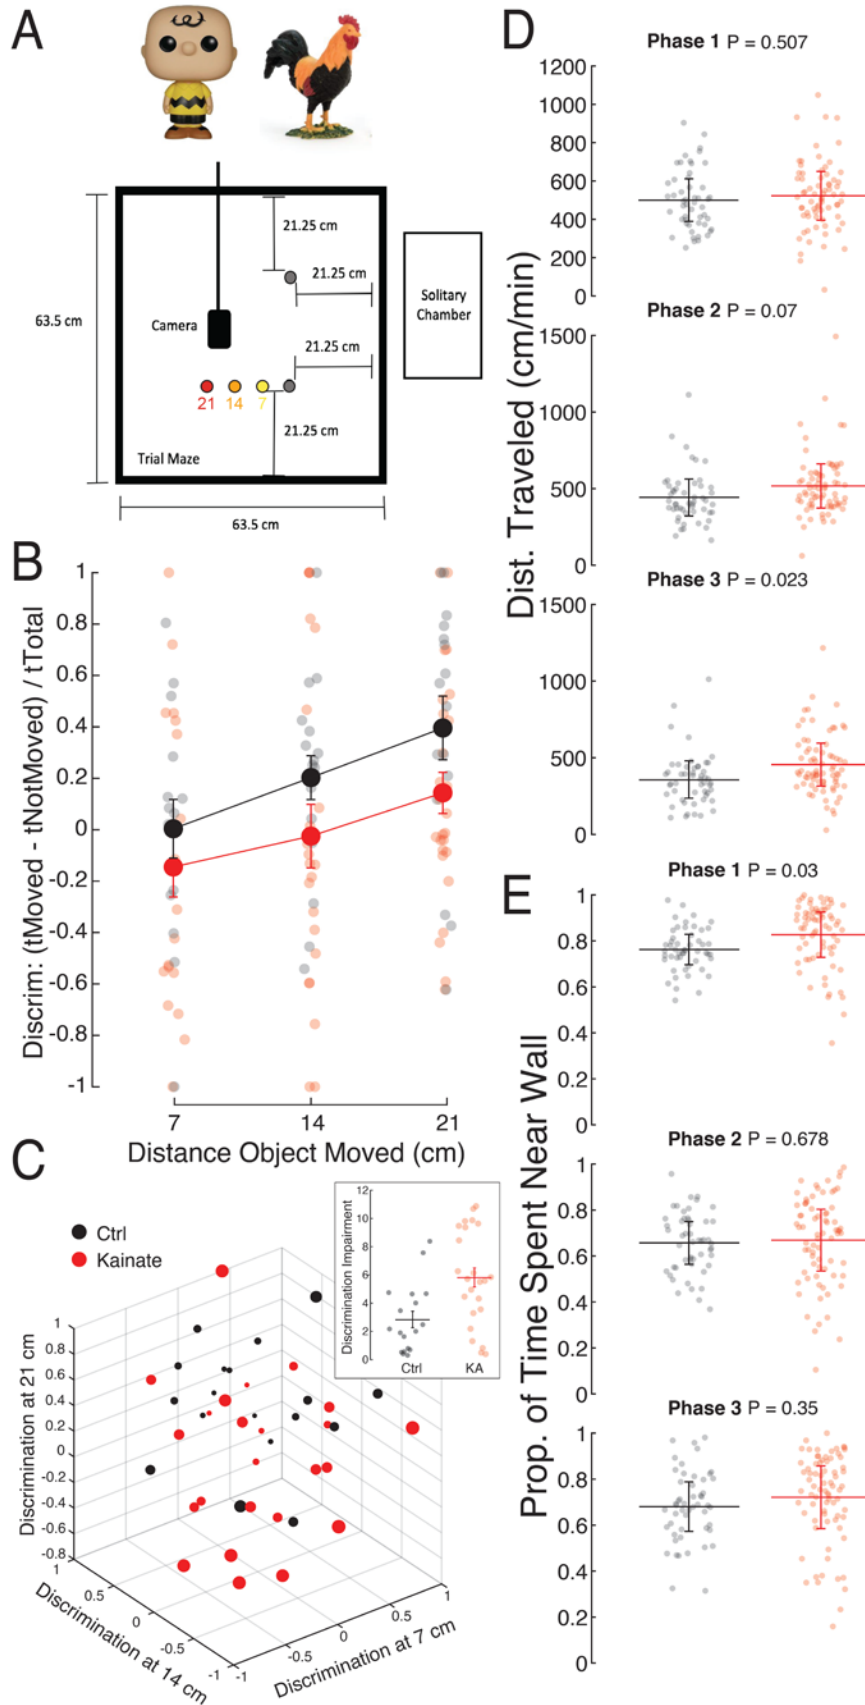 A
21.25 cm
21.25 cm
63.5 cm
Camera
Solitary
Chamber
21.25 cm
21 14 7
21.25 cm
Trial Maze
63.5 cm
B
Discrim: (tMoved - tNotMoved) / tTotal
1
0.8
0.6
0.4
0.2
0
-0.2
-0.4
-0.6
-0.8
-1
7 14 21
Distance Object Moved (cm)
C
Ctrl
Kainate
Discrimination at 21 cm
1
0.8
0.6
0.4
0.2
0
-0.2
-0.4
-0.6
-0.8
1
0.5
0
-0.5
-1
Discrimination at 14 cm
-1
-0.5
0
0.5
1
Discrimination at 7 cm
Discrimination Impairment
12
10
8
6
4
2
0
Ctrl KA
D
Dist. Traveled (cm/min)
Phase 1 P = 0.507
1200
1000
800
600
400
200
0
Phase 2 P = 0.07
1500
1000
500
0
Phase 3 P = 0.023
1500
1000
500
0
E
Prop. of Time Spent Near Wall
Phase 1 P = 0.03
1
0.8
0.6
0.4
0.2
0
Phase 2 P = 0.678
1
0.8
0.6
0.4
0.2
0
Phase 3 P = 0.35
1
0.8
0.6
0.4
0.2
0